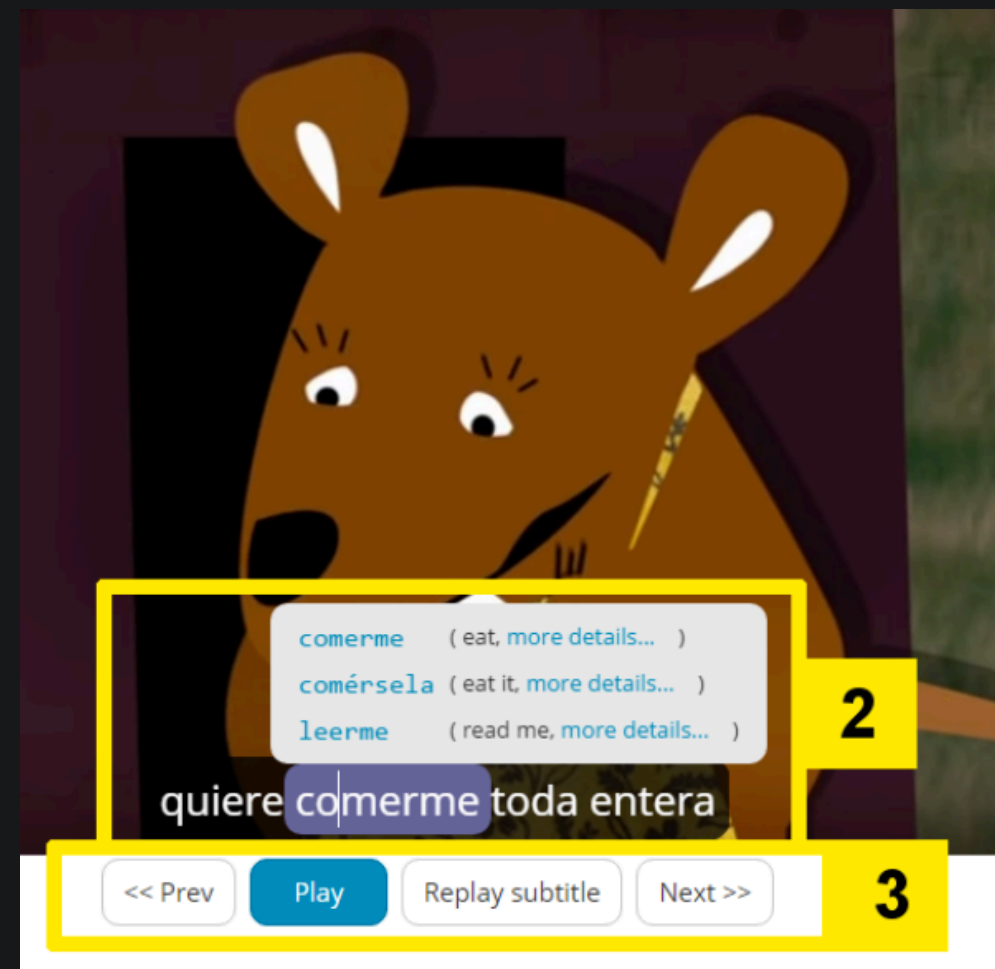 comerme ( eat, more details... )
comérsela ( eat it, more details... )
leerme ( read me, more details... )
2
quiere comerme toda entera
<< Prev Play Replay subtitle Next >>
3